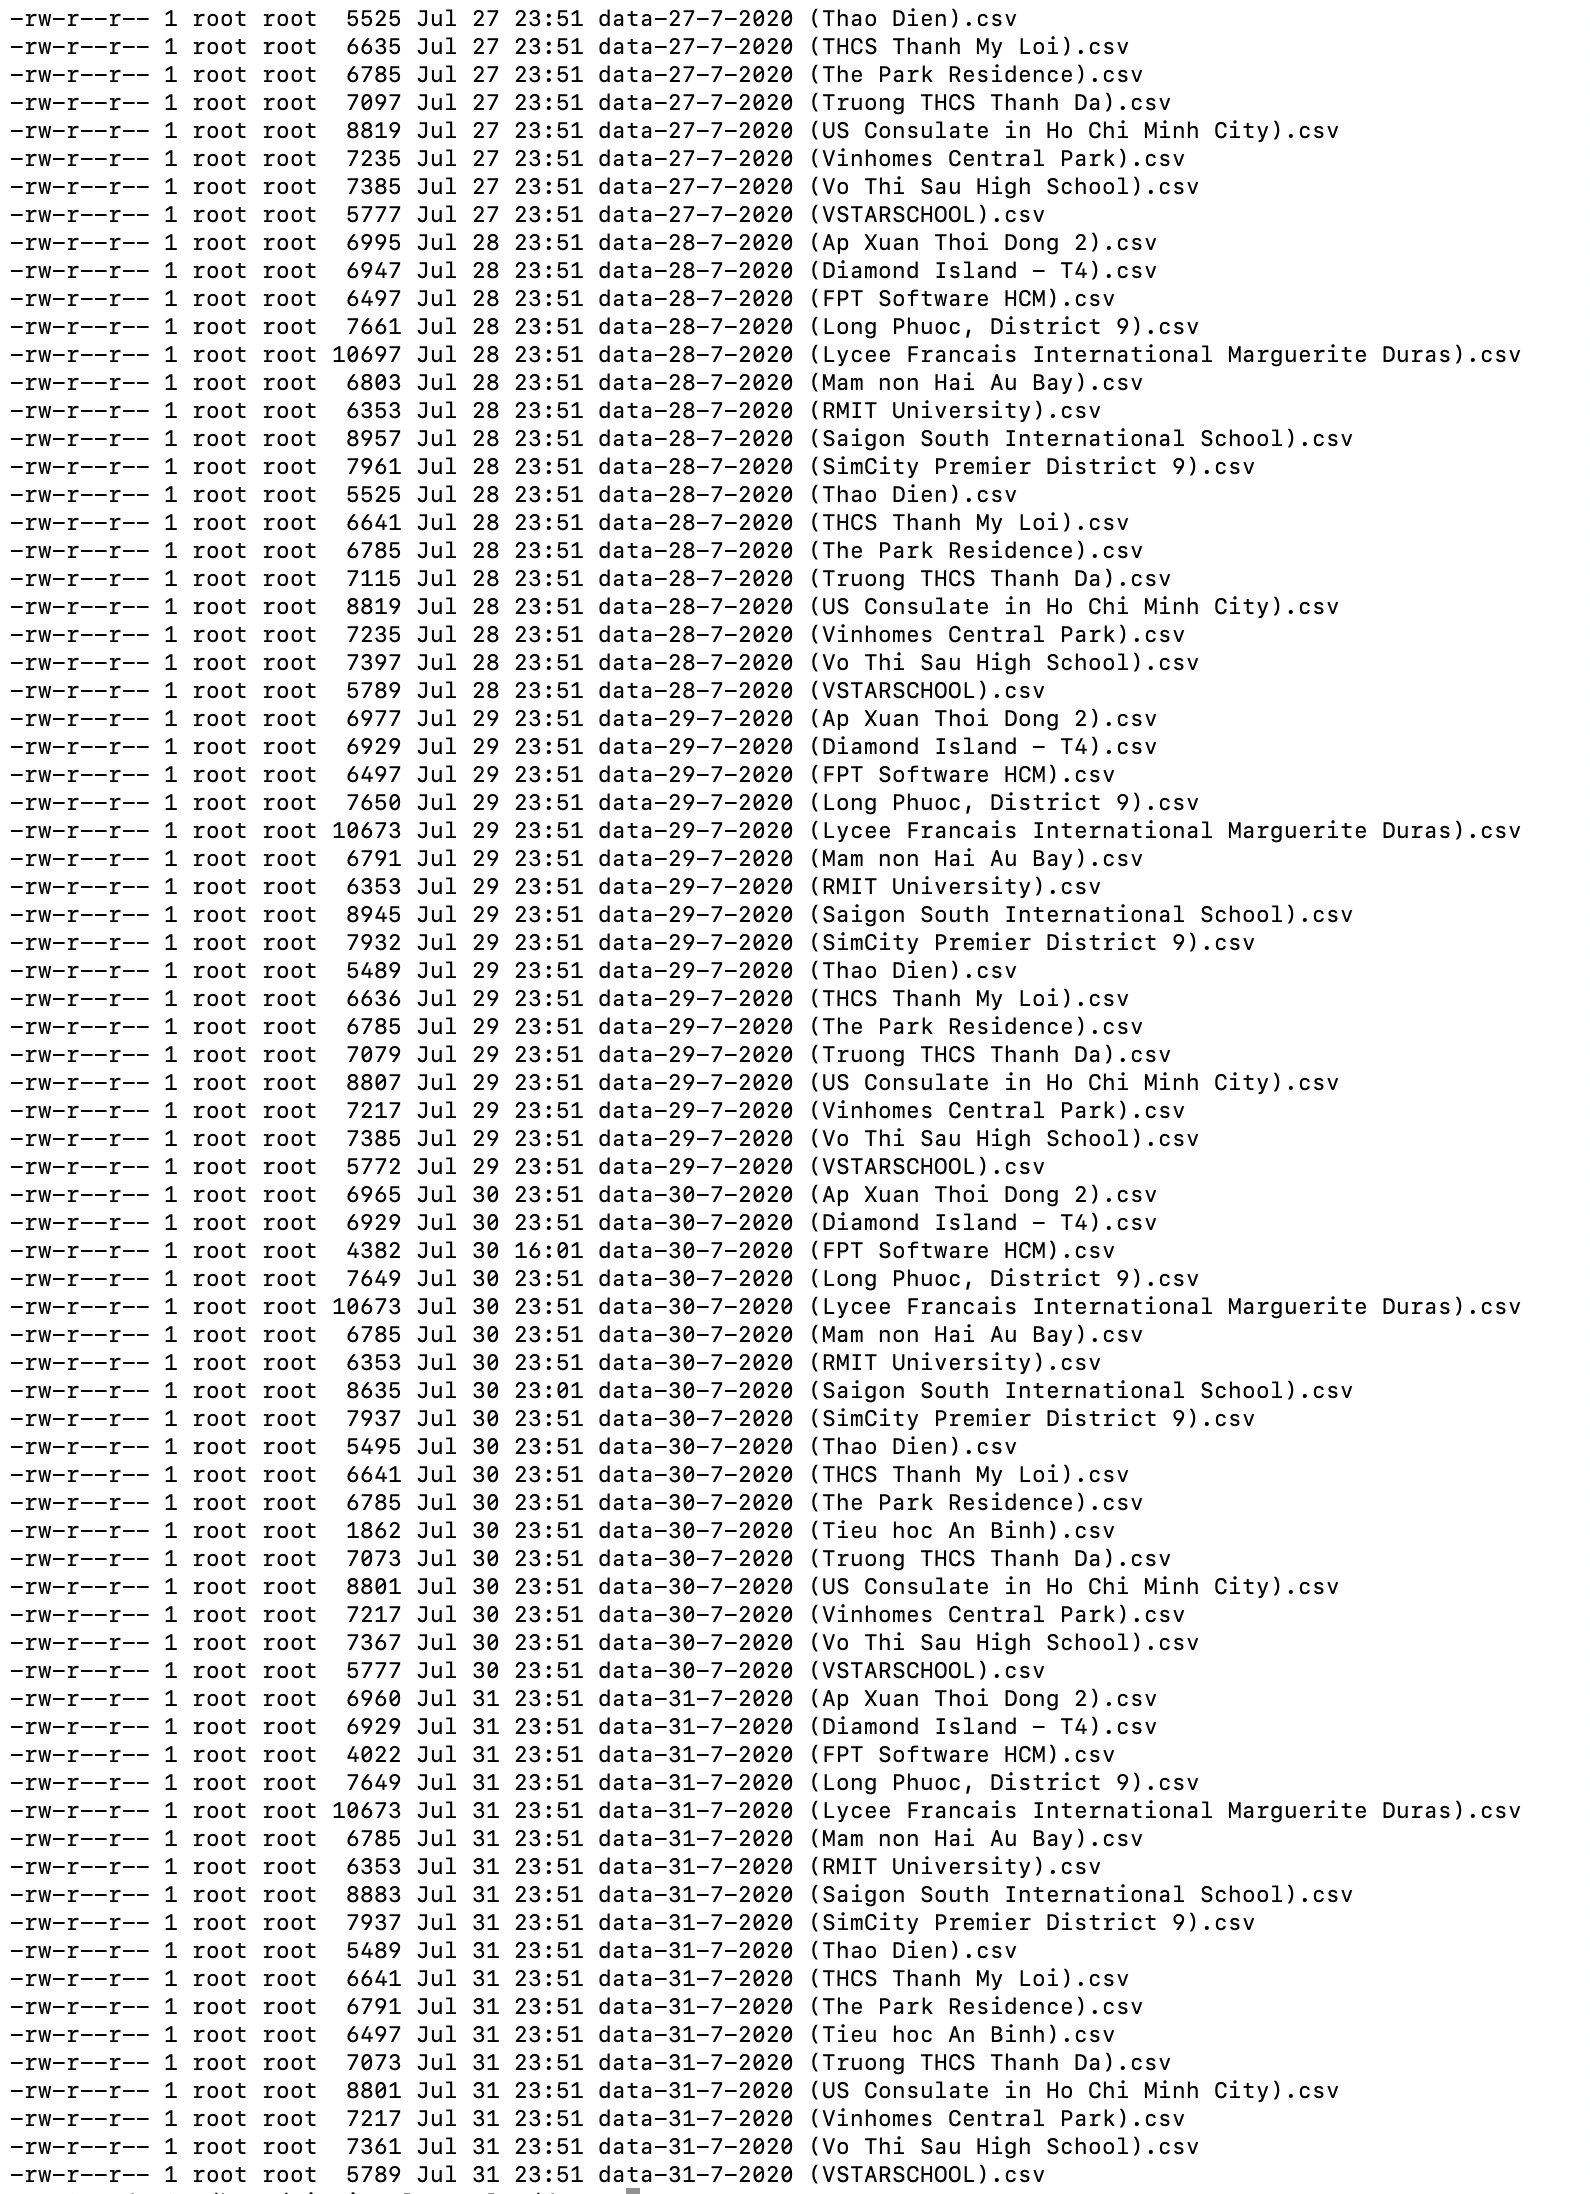 -rw-r--r-- 1 root root  5525 Jul 27 23:51 data-27-7-2020 (Thao Dien).csv
-rw-r--r-- 1 root root  6635 Jul 27 23:51 data-27-7-2020 (THCS Thanh My Loi).csv
-rw-r--r-- 1 root root  6785 Jul 27 23:51 data-27-7-2020 (The Park Residence).csv
-rw-r--r-- 1 root root  7097 Jul 27 23:51 data-27-7-2020 (Truong THCS Thanh Da).csv
-rw-r--r-- 1 root root  8819 Jul 27 23:51 data-27-7-2020 (US Consulate in Ho Chi Minh City).csv
-rw-r--r-- 1 root root  7235 Jul 27 23:51 data-27-7-2020 (Vinhomes Central Park).csv
-rw-r--r-- 1 root root  7385 Jul 27 23:51 data-27-7-2020 (Vo Thi Sau High School).csv
-rw-r--r-- 1 root root  5777 Jul 27 23:51 data-27-7-2020 (VSTARSCHOOL).csv
-rw-r--r-- 1 root root  6995 Jul 28 23:51 data-28-7-2020 (Ap Xuan Thoi Dong 2).csv
-rw-r--r-- 1 root root  6947 Jul 28 23:51 data-28-7-2020 (Diamond Island - T4).csv
-rw-r--r-- 1 root root  6497 Jul 28 23:51 data-28-7-2020 (FPT Software HCM).csv
-rw-r--r-- 1 root root  7661 Jul 28 23:51 data-28-7-2020 (Long Phuoc, District 9).csv
-rw-r--r-- 1 root root 10697 Jul 28 23:51 data-28-7-2020 (Lycee Francais International Marguerite Duras).csv
-rw-r--r-- 1 root root  6803 Jul 28 23:51 data-28-7-2020 (Mam non Hai Au Bay).csv
-rw-r--r-- 1 root root  6353 Jul 28 23:51 data-28-7-2020 (RMIT University).csv
-rw-r--r-- 1 root root  8957 Jul 28 23:51 data-28-7-2020 (Saigon South International School).csv
-rw-r--r-- 1 root root  7961 Jul 28 23:51 data-28-7-2020 (SimCity Premier District 9).csv
-rw-r--r-- 1 root root  5525 Jul 28 23:51 data-28-7-2020 (Thao Dien).csv
-rw-r--r-- 1 root root  6641 Jul 28 23:51 data-28-7-2020 (THCS Thanh My Loi).csv
-rw-r--r-- 1 root root  6785 Jul 28 23:51 data-28-7-2020 (The Park Residence).csv
-rw-r--r-- 1 root root  7115 Jul 28 23:51 data-28-7-2020 (Truong THCS Thanh Da).csv
-rw-r--r-- 1 root root  8819 Jul 28 23:51 data-28-7-2020 (US Consulate in Ho Chi Minh City).csv
-rw-r--r-- 1 root root  7235 Jul 28 23:51 data-28-7-2020 (Vinhomes Central Park).csv
-rw-r--r-- 1 root root  7397 Jul 28 23:51 data-28-7-2020 (Vo Thi Sau High School).csv
-rw-r--r-- 1 root root  5789 Jul 28 23:51 data-28-7-2020 (VSTARSCHOOL).csv
-rw-r--r-- 1 root root  6977 Jul 29 23:51 data-29-7-2020 (Ap Xuan Thoi Dong 2).csv
-rw-r--r-- 1 root root  6929 Jul 29 23:51 data-29-7-2020 (Diamond Island - T4).csv
-rw-r--r-- 1 root root  6497 Jul 29 23:51 data-29-7-2020 (FPT Software HCM).csv
-rw-r--r-- 1 root root  7650 Jul 29 23:51 data-29-7-2020 (Long Phuoc, District 9).csv
-rw-r--r-- 1 root root 10673 Jul 29 23:51 data-29-7-2020 (Lycee Francais International Marguerite Duras).csv
-rw-r--r-- 1 root root  6791 Jul 29 23:51 data-29-7-2020 (Mam non Hai Au Bay).csv
-rw-r--r-- 1 root root  6353 Jul 29 23:51 data-29-7-2020 (RMIT University).csv
-rw-r--r-- 1 root root  8945 Jul 29 23:51 data-29-7-2020 (Saigon South International School).csv
-rw-r--r-- 1 root root  7932 Jul 29 23:51 data-29-7-2020 (SimCity Premier District 9).csv
-rw-r--r-- 1 root root  5489 Jul 29 23:51 data-29-7-2020 (Thao Dien).csv
-rw-r--r-- 1 root root  6636 Jul 29 23:51 data-29-7-2020 (THCS Thanh My Loi).csv
-rw-r--r-- 1 root root  6785 Jul 29 23:51 data-29-7-2020 (The Park Residence).csv
-rw-r--r-- 1 root root  7079 Jul 29 23:51 data-29-7-2020 (Truong THCS Thanh Da).csv
-rw-r--r-- 1 root root  8807 Jul 29 23:51 data-29-7-2020 (US Consulate in Ho Chi Minh City).csv
-rw-r--r-- 1 root root  7217 Jul 29 23:51 data-29-7-2020 (Vinhomes Central Park).csv
-rw-r--r-- 1 root root  7385 Jul 29 23:51 data-29-7-2020 (Vo Thi Sau High School).csv
-rw-r--r-- 1 root root  5772 Jul 29 23:51 data-29-7-2020 (VSTARSCHOOL).csv
-rw-r--r-- 1 root root  6965 Jul 30 23:51 data-30-7-2020 (Ap Xuan Thoi Dong 2).csv
-rw-r--r-- 1 root root  6929 Jul 30 23:51 data-30-7-2020 (Diamond Island - T4).csv
-rw-r--r-- 1 root root  4382 Jul 30 16:01 data-30-7-2020 (FPT Software HCM).csv
-rw-r--r-- 1 root root  7649 Jul 30 23:51 data-30-7-2020 (Long Phuoc, District 9).csv
-rw-r--r-- 1 root root 10673 Jul 30 23:51 data-30-7-2020 (Lycee Francais International Marguerite Duras).csv
-rw-r--r-- 1 root root  6785 Jul 30 23:51 data-30-7-2020 (Mam non Hai Au Bay).csv
-rw-r--r-- 1 root root  6353 Jul 30 23:51 data-30-7-2020 (RMIT University).csv
-rw-r--r-- 1 root root  8635 Jul 30 23:01 data-30-7-2020 (Saigon South International School).csv
-rw-r--r-- 1 root root  7937 Jul 30 23:51 data-30-7-2020 (SimCity Premier District 9).csv
-rw-r--r-- 1 root root  5495 Jul 30 23:51 data-30-7-2020 (Thao Dien).csv
-rw-r--r-- 1 root root  6641 Jul 30 23:51 data-30-7-2020 (THCS Thanh My Loi).csv
-rw-r--r-- 1 root root  6785 Jul 30 23:51 data-30-7-2020 (The Park Residence).csv
-rw-r--r-- 1 root root  1862 Jul 30 23:51 data-30-7-2020 (Tieu hoc An Binh).csv
-rw-r--r-- 1 root root  7073 Jul 30 23:51 data-30-7-2020 (Truong THCS Thanh Da).csv
-rw-r--r-- 1 root root  8801 Jul 30 23:51 data-30-7-2020 (US Consulate in Ho Chi Minh City).csv
-rw-r--r-- 1 root root  7217 Jul 30 23:51 data-30-7-2020 (Vinhomes Central Park).csv
-rw-r--r-- 1 root root  7367 Jul 30 23:51 data-30-7-2020 (Vo Thi Sau High School).csv
-rw-r--r-- 1 root root  5777 Jul 30 23:51 data-30-7-2020 (VSTARSCHOOL).csv
-rw-r--r-- 1 root root  6960 Jul 31 23:51 data-31-7-2020 (Ap Xuan Thoi Dong 2).csv
-rw-r--r-- 1 root root  6929 Jul 31 23:51 data-31-7-2020 (Diamond Island - T4).csv
-rw-r--r-- 1 root root  4022 Jul 31 23:51 data-31-7-2020 (FPT Software HCM).csv
-rw-r--r-- 1 root root  7649 Jul 31 23:51 data-31-7-2020 (Long Phuoc, District 9).csv
-rw-r--r-- 1 root root 10673 Jul 31 23:51 data-31-7-2020 (Lycee Francais International Marguerite Duras).csv
-rw-r--r-- 1 root root  6785 Jul 31 23:51 data-31-7-2020 (Mam non Hai Au Bay).csv
-rw-r--r-- 1 root root  6353 Jul 31 23:51 data-31-7-2020 (RMIT University).csv
-rw-r--r-- 1 root root  8883 Jul 31 23:51 data-31-7-2020 (Saigon South International School).csv
-rw-r--r-- 1 root root  7937 Jul 31 23:51 data-31-7-2020 (SimCity Premier District 9).csv
-rw-r--r-- 1 root root  5489 Jul 31 23:51 data-31-7-2020 (Thao Dien).csv
-rw-r--r-- 1 root root  6641 Jul 31 23:51 data-31-7-2020 (THCS Thanh My Loi).csv
-rw-r--r-- 1 root root  6791 Jul 31 23:51 data-31-7-2020 (The Park Residence).csv
-rw-r--r-- 1 root root  6497 Jul 31 23:51 data-31-7-2020 (Tieu hoc An Binh).csv
-rw-r--r-- 1 root root  7073 Jul 31 23:51 data-31-7-2020 (Truong THCS Thanh Da).csv
-rw-r--r-- 1 root root  8801 Jul 31 23:51 data-31-7-2020 (US Consulate in Ho Chi Minh City).csv
-rw-r--r-- 1 root root  7217 Jul 31 23:51 data-31-7-2020 (Vinhomes Central Park).csv
-rw-r--r-- 1 root root  7361 Jul 31 23:51 data-31-7-2020 (Vo Thi Sau High School).csv
-rw-r--r-- 1 root root  5789 Jul 31 23:51 data-31-7-2020 (VSTARSCHOOL).csv